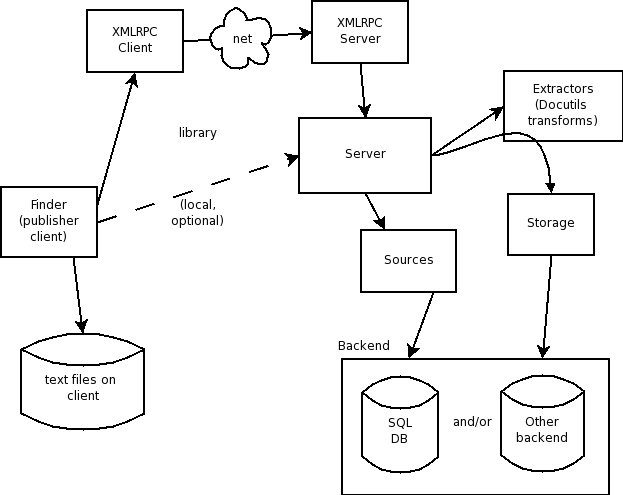 XMLRPC
Client
net
XMLRPC
Server
Extractors
(Docutils
transforms)
library
Server
Finder
(publisher
client)
(local,
optional)
Storage
Sources
Backend
text files on
client
SQL
DB
and/or
Other
backend